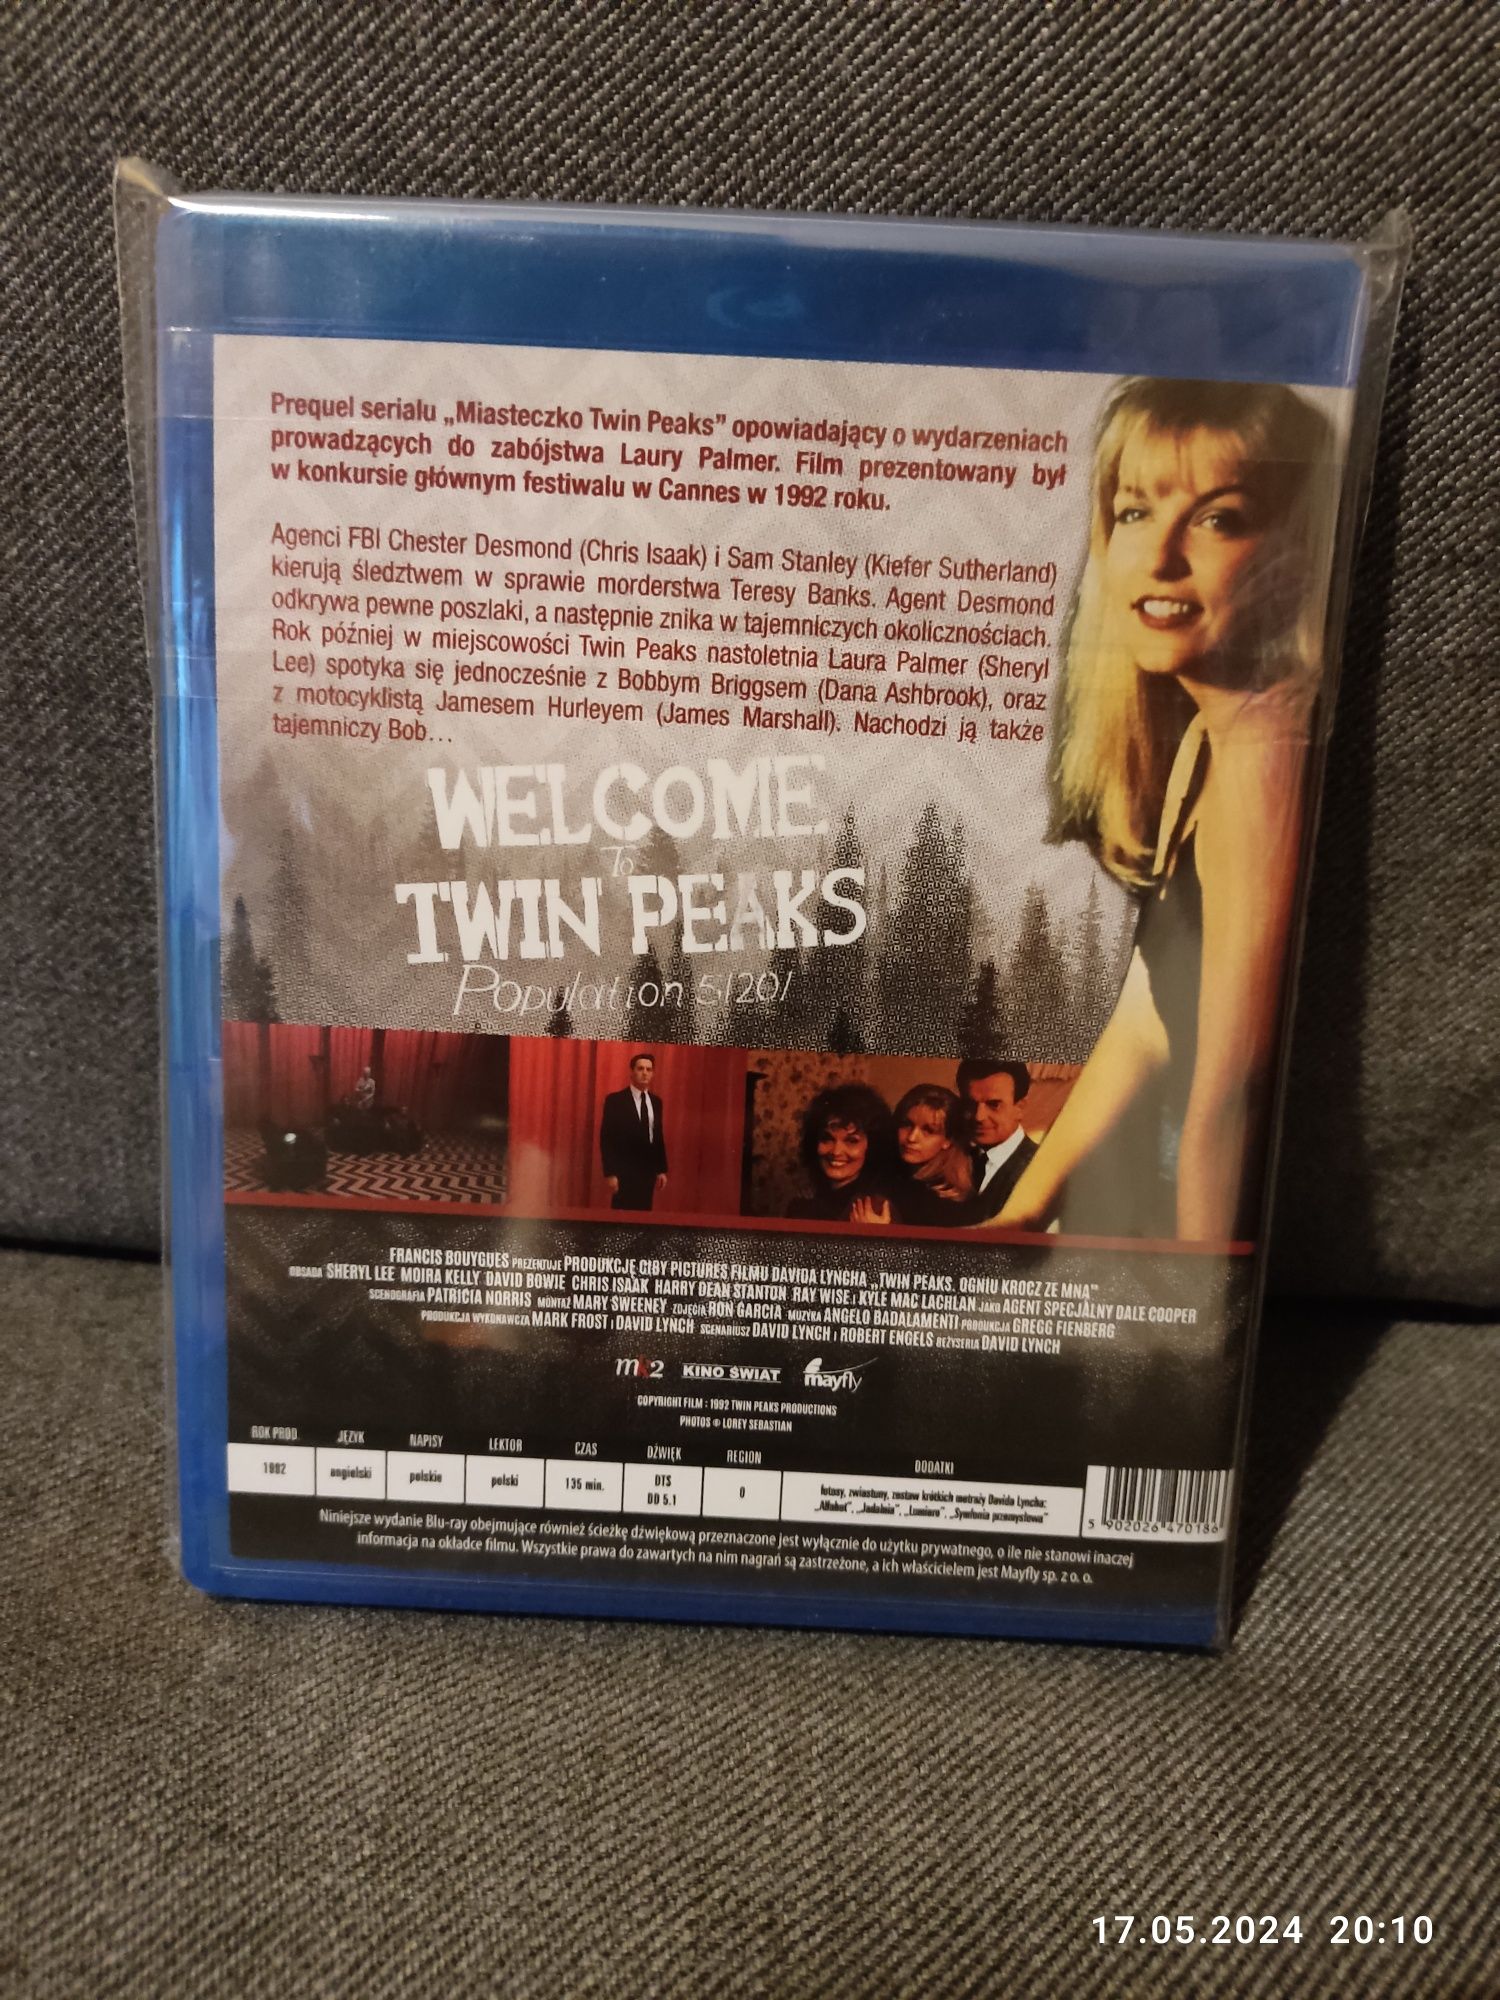 Prequel serialu „Miasteczko Twin Peaks” opowiadający o wydarzeniach
prowadzących do zabójstwa Laury Palmer. Film prezentowany był
w konkursie głównym festiwalu w Cannes w 1992 roku.
Agenci FBI Chester Desmond (Chris Isaak) i Sam Stanley (Kiefer Sutherland)
kierują śledztwem w sprawie morderstwa Teresy Banks. Agent Desmond
odkrywa pewne poszlaki, a następnie znika w tajemniczych okolicznościach.
Rok później w miejscowości Twin Peaks nastoletnia Laura Palmer (Sheryl
Lee) spotyka się jednocześnie z Bobbym Briggsem (Dana Ashbrook), oraz
z motocyklistą Jamesem Hurleyem (James Marshall). Nachodzi ją także
tajemniczy Bob...
WELCOME
To
TWIN PEAKS
Population 51201
FRANCIS BOUYGUES PREZENTUJE PRODUKCJĘ CIBY PICTURES FILMU DAVIDA LYNCHA „TWIN PEAKS. OGNIU KROCZ ZE MNĄ”
OBSADA SHERYL LEE MOIRA KELLY DAVID BOWIE CHRIS ISAAK HARRY DEAN STANTON RAY WISE I KYLE MAC LACHLAN JAKO AGENT SPECJALNY DALE COOPER
SCENOGRAFIA PATRICIA NORRIS MONTAŻ MARY SWEENEY ZDJĘCIA RON GARCIA MUZYKA ANGELO BADALAMENTI PRODUKCJA GREGG FIENBERG
PRODUKCJA WYKONAWCZA MARK FROST I DAVID LYNCH SCENARIUSZ DAVID LYNCH I ROBERT ENGELS REŻYSERIA DAVID LYNCH
mk2 KINO ŚWIAT mayfly
COPYRIGHT FILM : 1992 TWIN PEAKS PRODUCTIONS
PHOTOS © LOREY SEBASTIAN
ROK PROD. JĘZYK NAPISY LEKTOR CZAS DŹWIĘK REGION DODATKI
1992 angielski polskie polski 135 min. DTS 0 fotosy, zwiastuny, zestaw krótkich metraży Davida Lyncha:
DD 5.1 „Alfabet”, „Jadalnia”, „Lumiere”, „Symfonia przemysłowa”
5 902026 470186
Niniejsze wydanie Blu-ray obejmujące również ścieżkę dźwiękową przeznaczone jest wyłącznie do użytku prywatnego, o ile nie stanowi inaczej
informacja na okładce filmu. Wszystkie prawa do zawartych na nim nagrań są zastrzeżone, a ich właścicielem jest Mayfly sp. z o. o.
17.05.2024 20:10